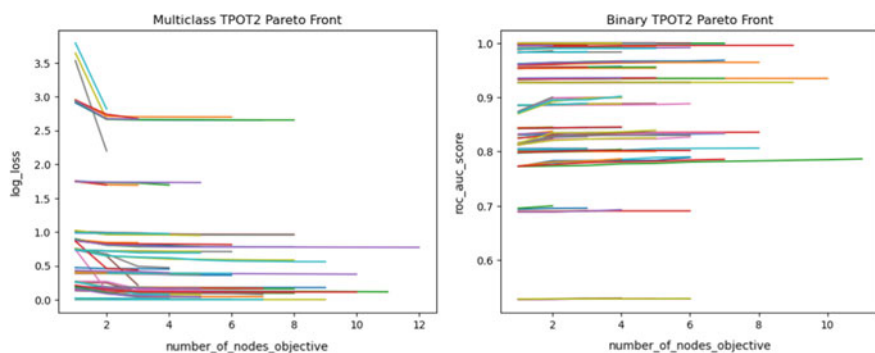 Multiclass TPOT2 Pareto Front
log_loss
3.5
3.0
2.5
2.0
1.5
1.0
0.5
0.0
2 4 6 8 10 12
number_of_nodes_objective
Binary TPOT2 Pareto Front
roc_auc_score
1.0
0.9
0.8
0.7
0.6
2 4 6 8 10
number_of_nodes_objective